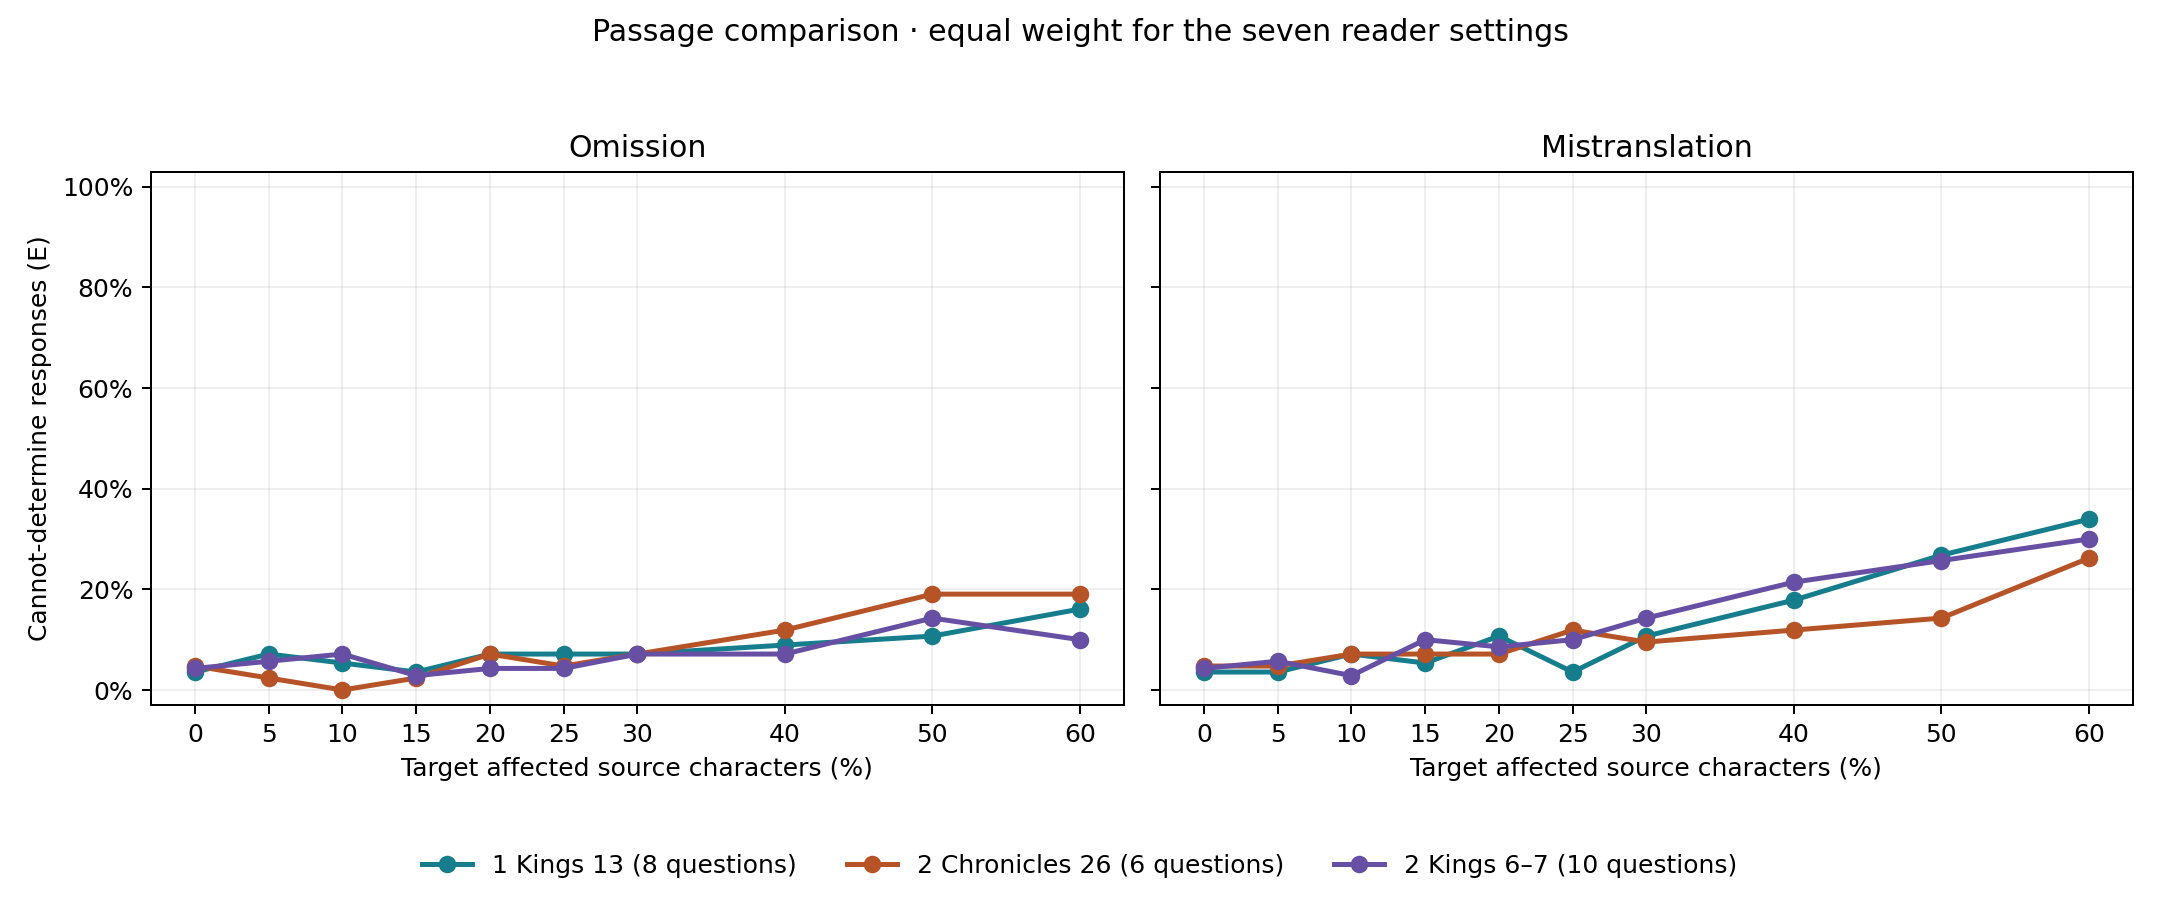 Passage comparison · equal weight for the seven reader settings
Omission
Mistranslation
Cannot-determine responses (E)
100%
80%
60%
40%
20%
0%
0 5 10 15 20 25 30 40 50 60
0 5 10 15 20 25 30 40 50 60
Target affected source characters (%)
Target affected source characters (%)
1 Kings 13 (8 questions)
2 Chronicles 26 (6 questions)
2 Kings 6–7 (10 questions)